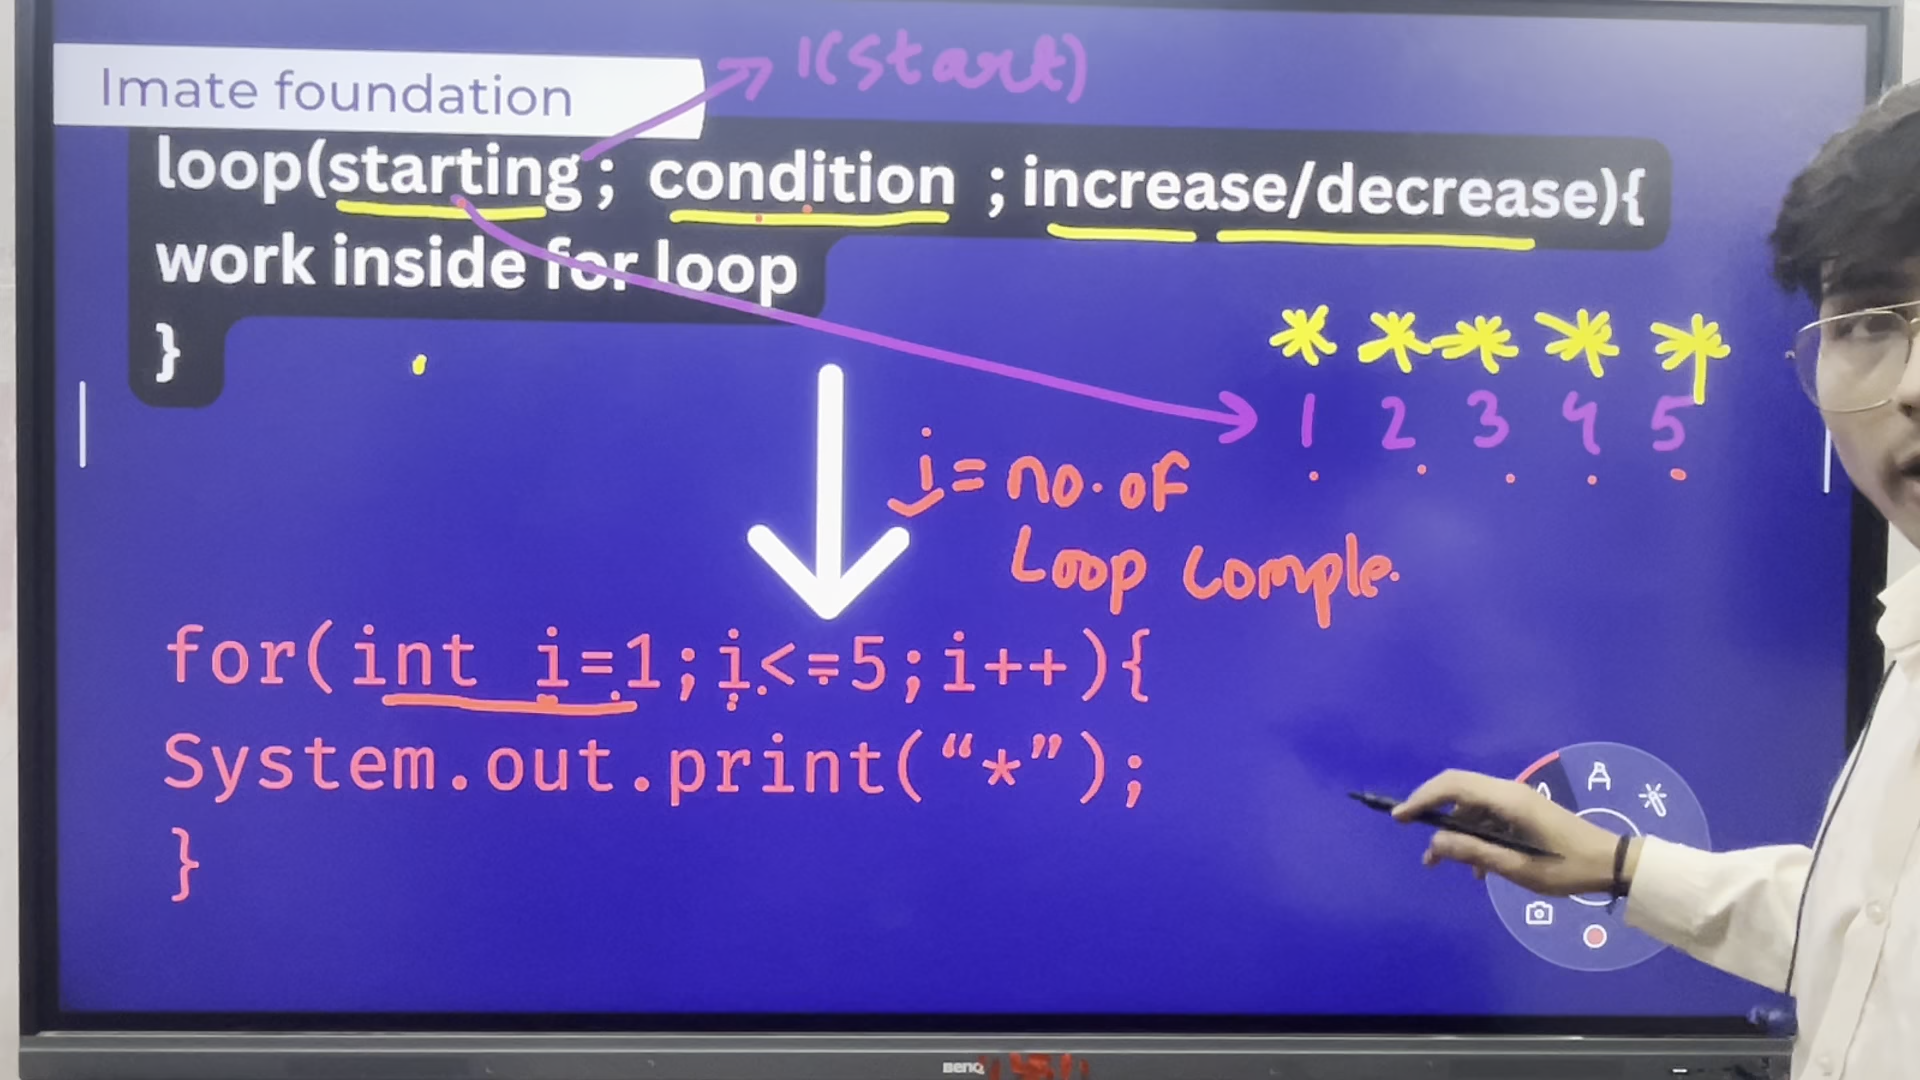 1(start)
Imate foundation
loop(starting; condition ;increase/decrease){
work inside for loop
}
* * * * *
1 2 3 4 5
i = no. of
Loop comple.
for(int i=1;i<=5;i++){
System.out.print(“*”);
}
BenQ